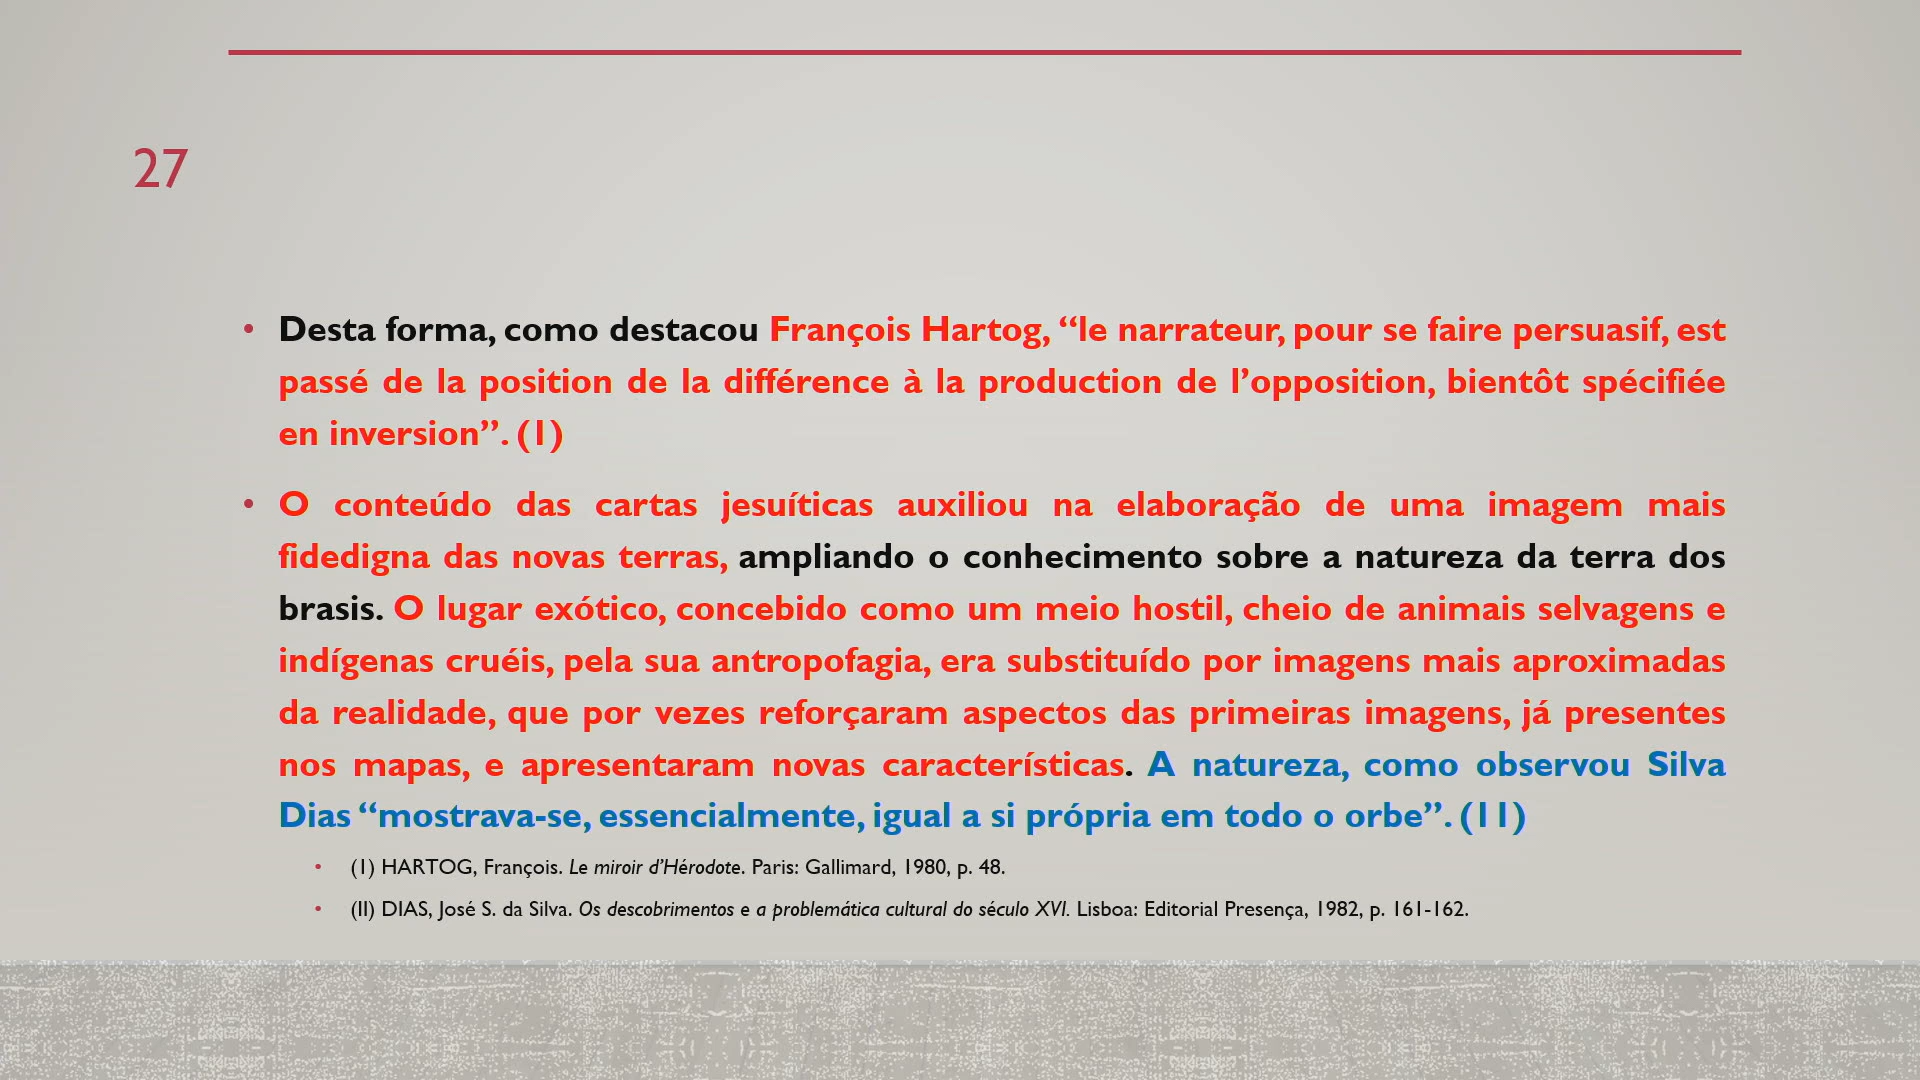 27
• Desta forma, como destacou François Hartog, “le narrateur, pour se faire persuasif, est
passé de la position de la différence à la production de l’opposition, bientôt spécifiée
en inversion”. (1)
• O conteúdo das cartas jesuíticas auxiliou na elaboração de uma imagem mais
fidedigna das novas terras, ampliando o conhecimento sobre a natureza da terra dos
brasis. O lugar exótico, concebido como um meio hostil, cheio de animais selvagens e
indígenas cruéis, pela sua antropofagia, era substituído por imagens mais aproximadas
da realidade, que por vezes reforçaram aspectos das primeiras imagens, já presentes
nos mapas, e apresentaram novas características. A natureza, como observou Silva
Dias “mostrava-se, essencialmente, igual a si própria em todo o orbe”. (11)
• (1) HARTOG, François. Le miroir d’Hérodote. Paris: Gallimard, 1980, p. 48.
• (II) DIAS, José S. da Silva. Os descobrimentos e a problemática cultural do século XVI. Lisboa: Editorial Presença, 1982, p. 161-162.